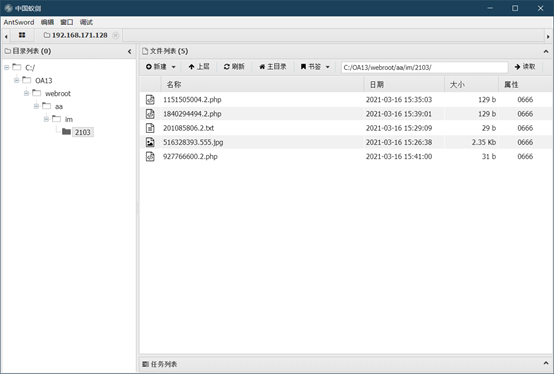 中国蚁剑
AntSword 编辑 窗口 调试
192.168.171.128
目录列表 (0)
文件列表 (5)
新建 上层 刷新 主目录 书签 C:/OA13/webroot/aa/im/2103/ 读取
C:/
OA13
webroot
aa
im
2103
名称 日期 大小 属性
1151505004.2.php 2021-03-16 15:35:03 129 b 0666
1840294494.2.php 2021-03-16 15:39:01 129 b 0666
201085806.2.txt 2021-03-16 15:29:09 29 b 0666
516328393.555.jpg 2021-03-16 15:26:38 2.35 Kb 0666
927766600.2.php 2021-03-16 15:41:00 31 b 0666
任务列表